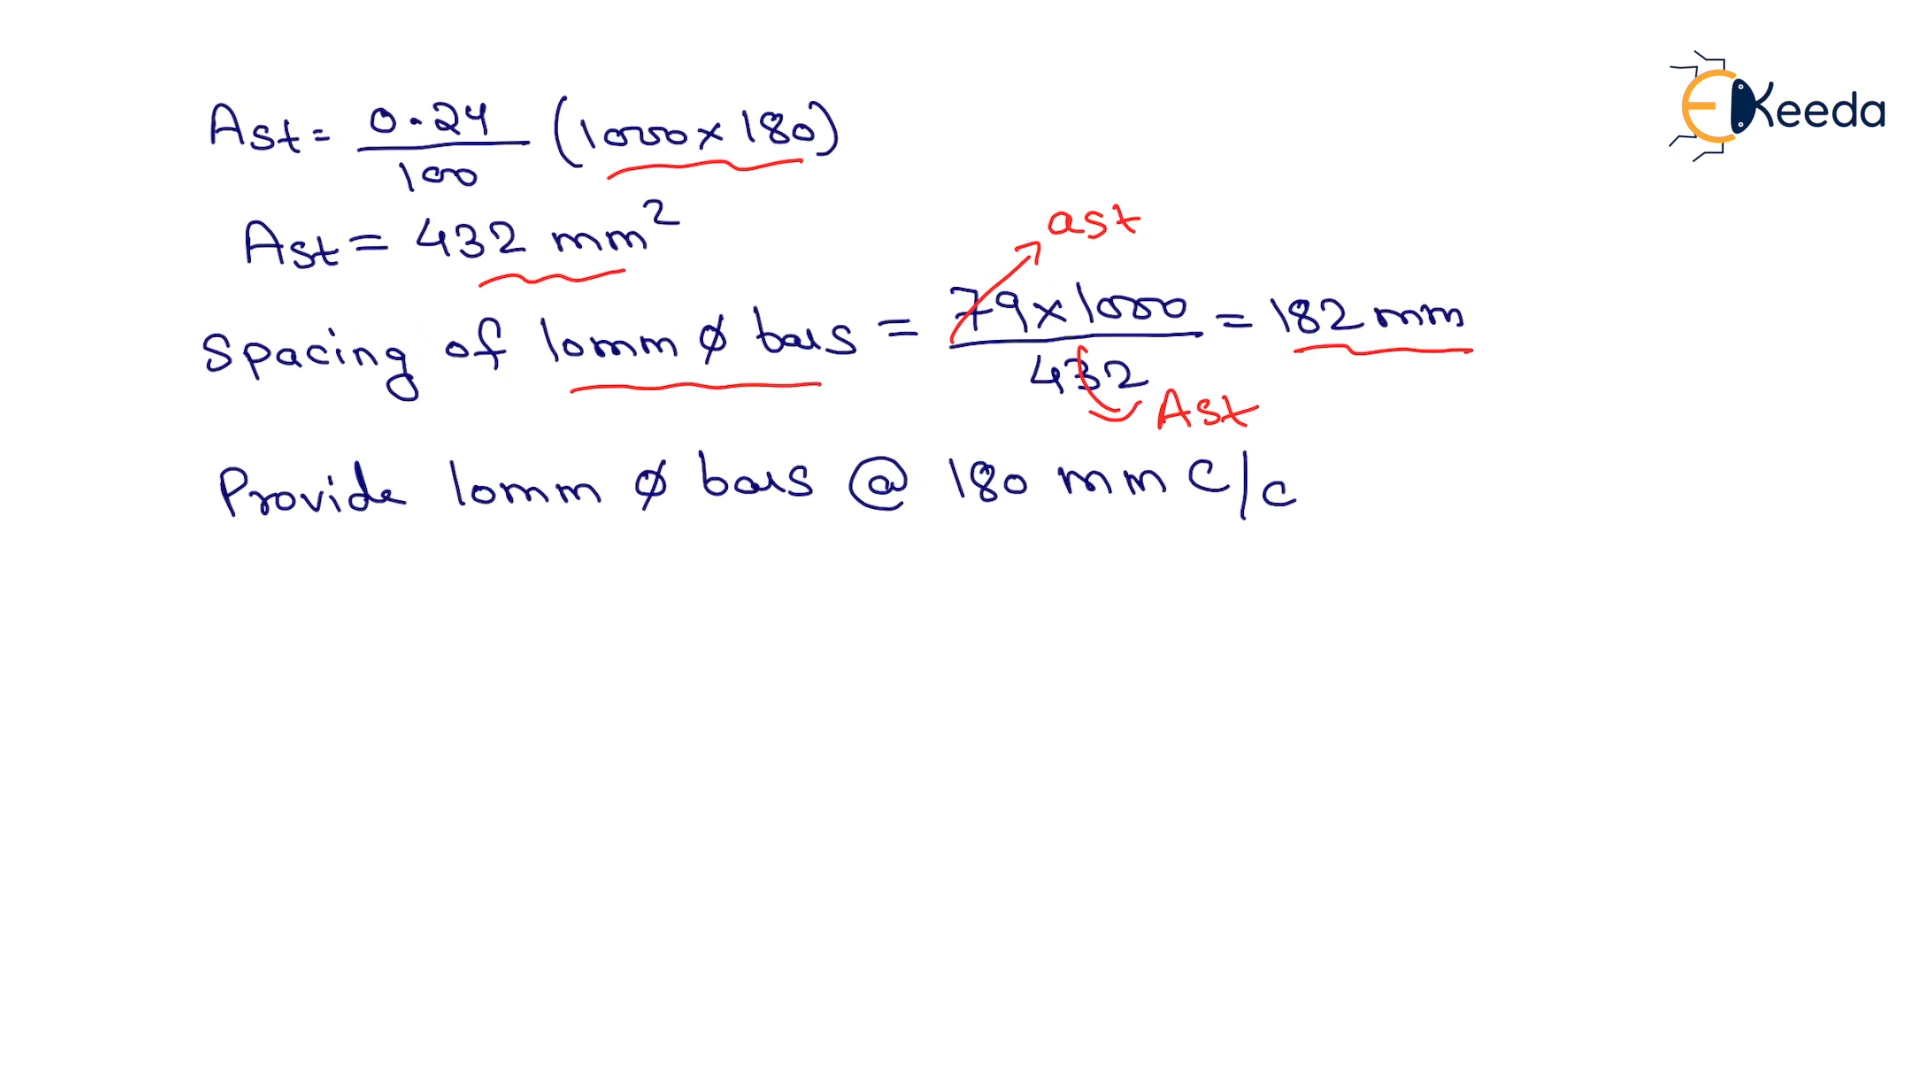 EKeeda
Ast = 0.24/100 (1000×180)
Ast = 432 mm²
ast
Spacing of 10mm ø bars = 79×1000/432 = 182 mm
Ast
Provide 10mm ø bars @ 180 mm C/c